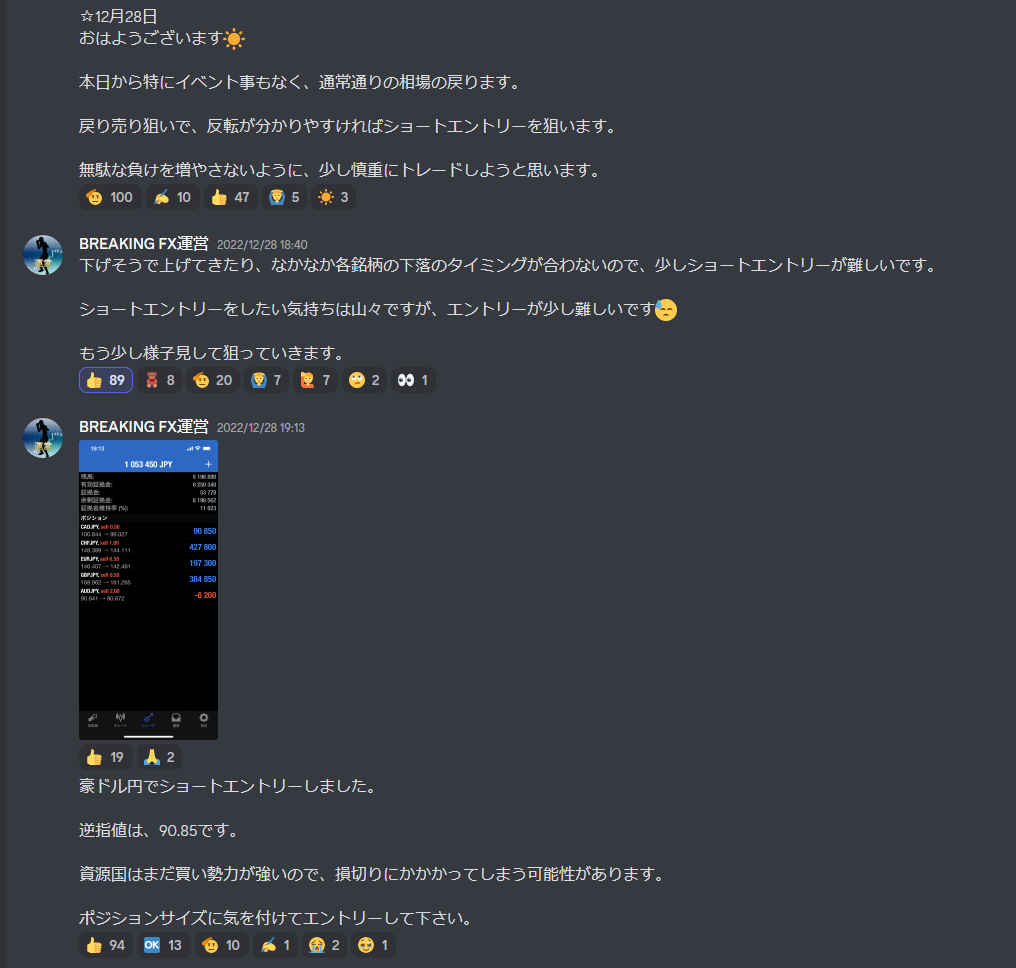 ☆12月28日
おはようございます☀
本日から特にイベント事もなく、通常通りの相場の戻ります。
戻り売り狙いで、反転が分かりやすければショートエントリーを狙います。
無駄な負けを増やさないように、少し慎重にトレードしようと思います。
100 10 47 5 3
BREAKING FX運営 2022/12/28 18:40
下げそうで上げてきたり、なかなか各銘柄の下落のタイミングが合わないので、少しショートエントリーが難しいです。
ショートエントリーをしたい気持ちは山々ですが、エントリーが少し難しいです😓
もう少し様子見して狙っていきます。
89 8 20 7 7 2 1
BREAKING FX運営 2022/12/28 19:13
19:13
1 053 450 JPY +
残高: 5 196 890
有効証拠金: 6 250 340
証拠金: 53 778
余剰証拠金: 6 196 562
証拠金維持率 (%): 11 623
ポジション
CADJPY, sell 0.50 90 850
100.844 → 99.027
CHFJPY, sell 1.00 427 800
148.389 → 144.111
EURJPY, sell 0.50 197 300
146.407 → 142.461
GBPJPY, sell 0.50 384 850
168.962 → 161.265
AUDJPY, sell 2.00 -6 200
90.641 → 90.672
19 2
豪ドル円でショートエントリーしました。
逆指値は、90.85です。
資源国はまだ買い勢力が強いので、損切りにかかかってしまう可能性があります。
ポジションサイズに気を付けてエントリーして下さい。
94 OK 13 10 1 2 1